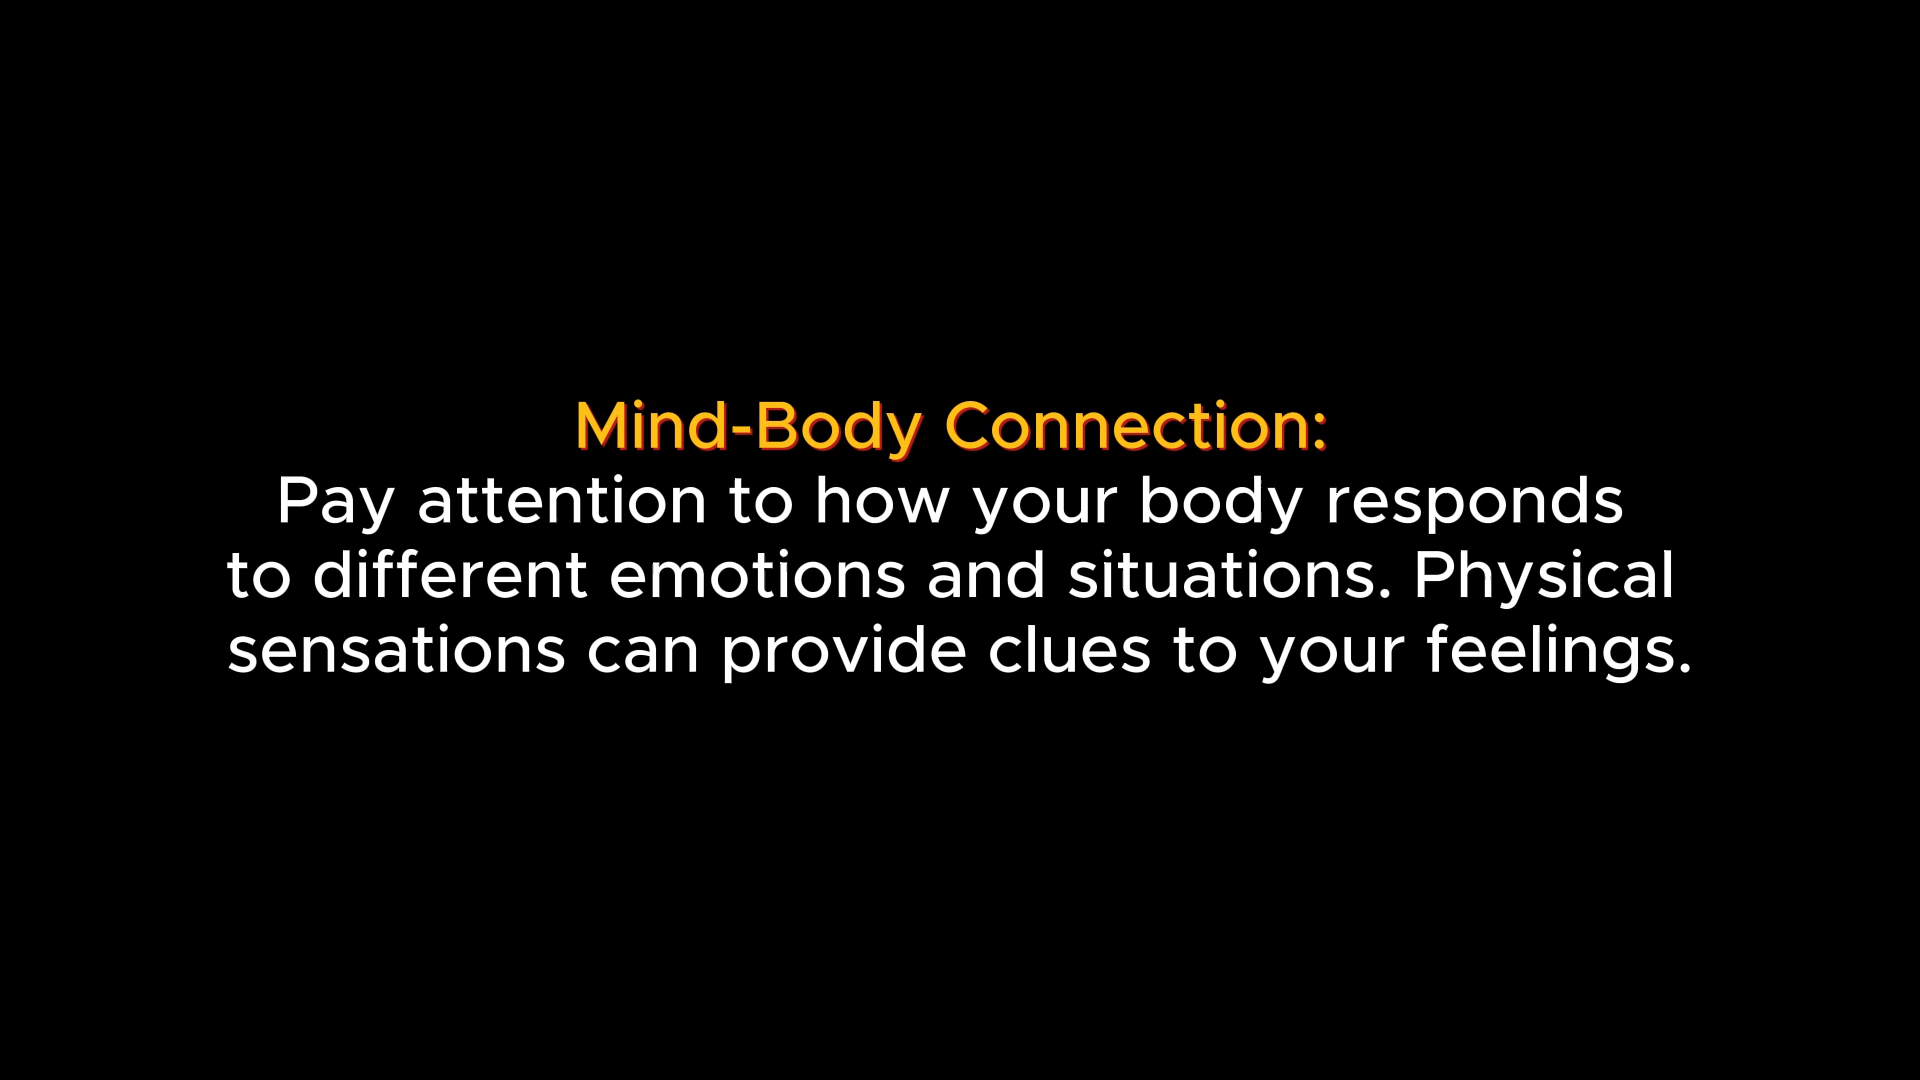 Mind-Body Connection:
Pay attention to how your body responds
to different emotions and situations. Physical
sensations can provide clues to your feelings.